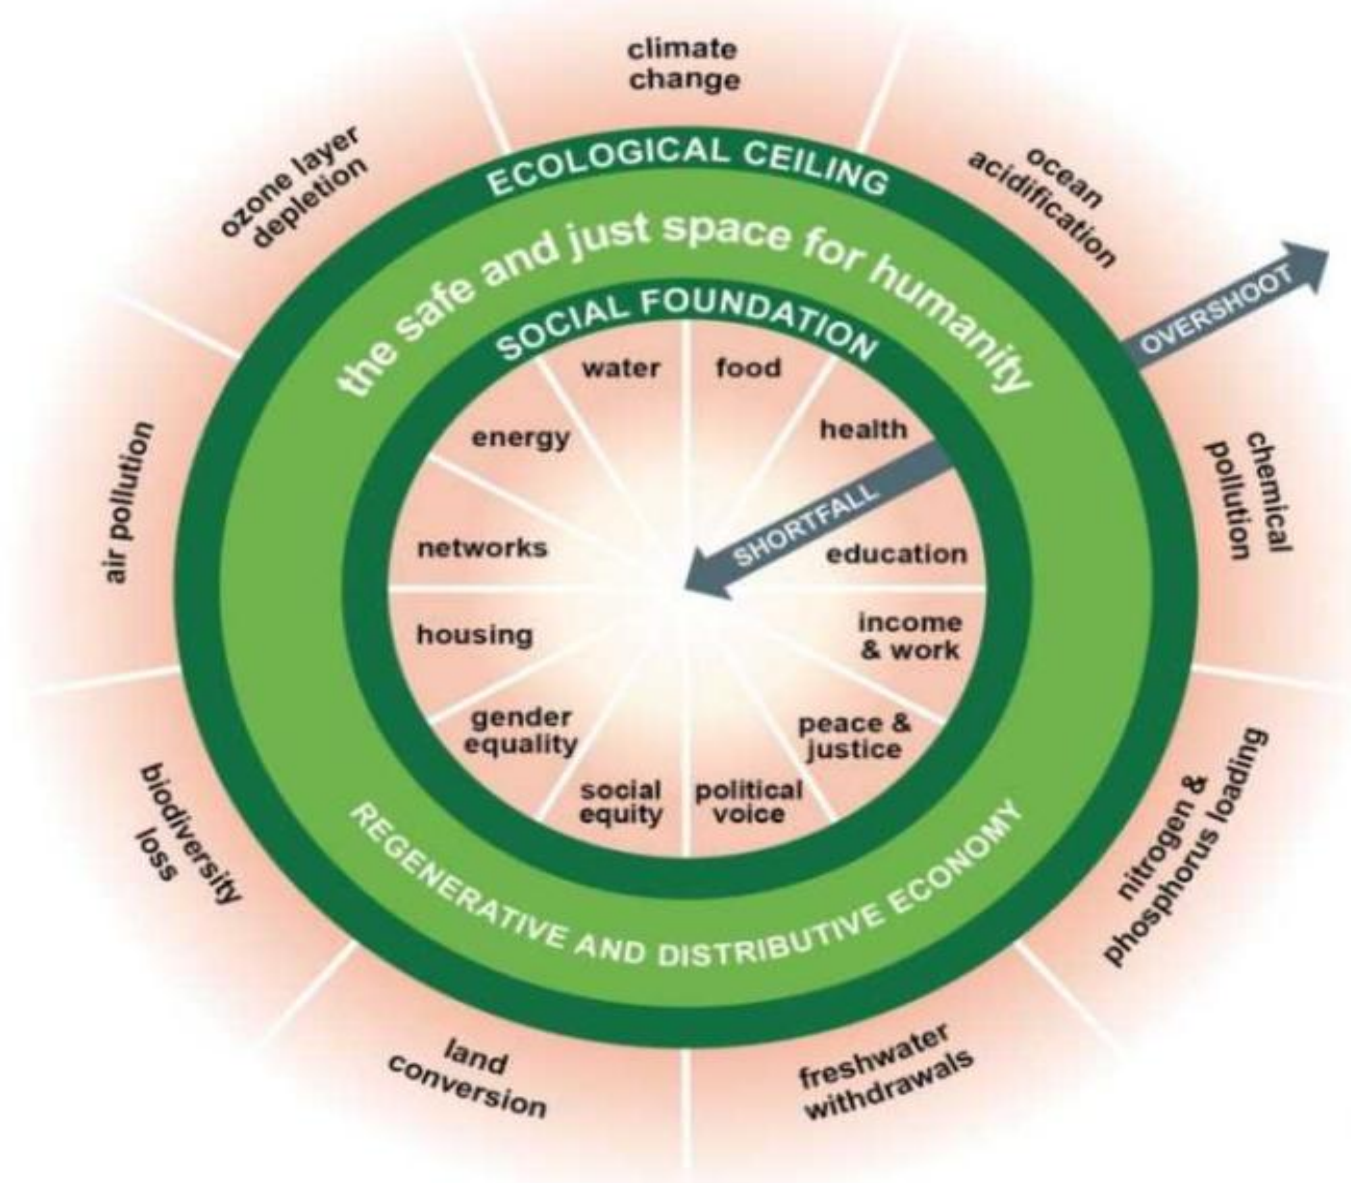 climate
change
ocean
acidification
OVERSHOOT
chemical
pollution
nitrogen &
phosphorus loading
freshwater
withdrawals
land
conversion
biodiversity
loss
air pollution
ozone layer
depletion
ECOLOGICAL CEILING
the safe and just space for humanity
SOCIAL FOUNDATION
water
food
health
SHORTFALL
education
income
& work
peace &
justice
political
voice
social
equity
gender
equality
housing
networks
energy
REGENERATIVE AND DISTRIBUTIVE ECONOMY